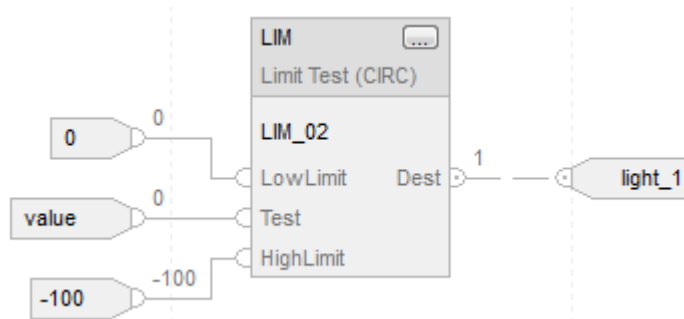 LIM
...
Limit Test (CIRC)
LIM_02
0
0
LowLimit
Dest
1
light_1
value
0
Test
-100
-100
HighLimit